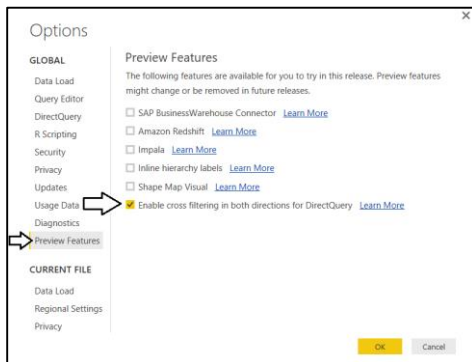 Options
GLOBAL
Data Load
Query Editor
DirectQuery
R Scripting
Security
Privacy
Updates
Usage Data
Diagnostics
Preview Features
CURRENT FILE
Data Load
Regional Settings
Privacy
Preview Features
The following features are available for you to try in this release. Preview features
might change or be removed in future releases.
SAP BusinessWarehouse Connector Learn More
Amazon Redshift Learn More
Impala Learn More
Inline hierarchy labels Learn More
Shape Map Visual Learn More
Enable cross filtering in both directions for DirectQuery Learn More
OK
Cancel